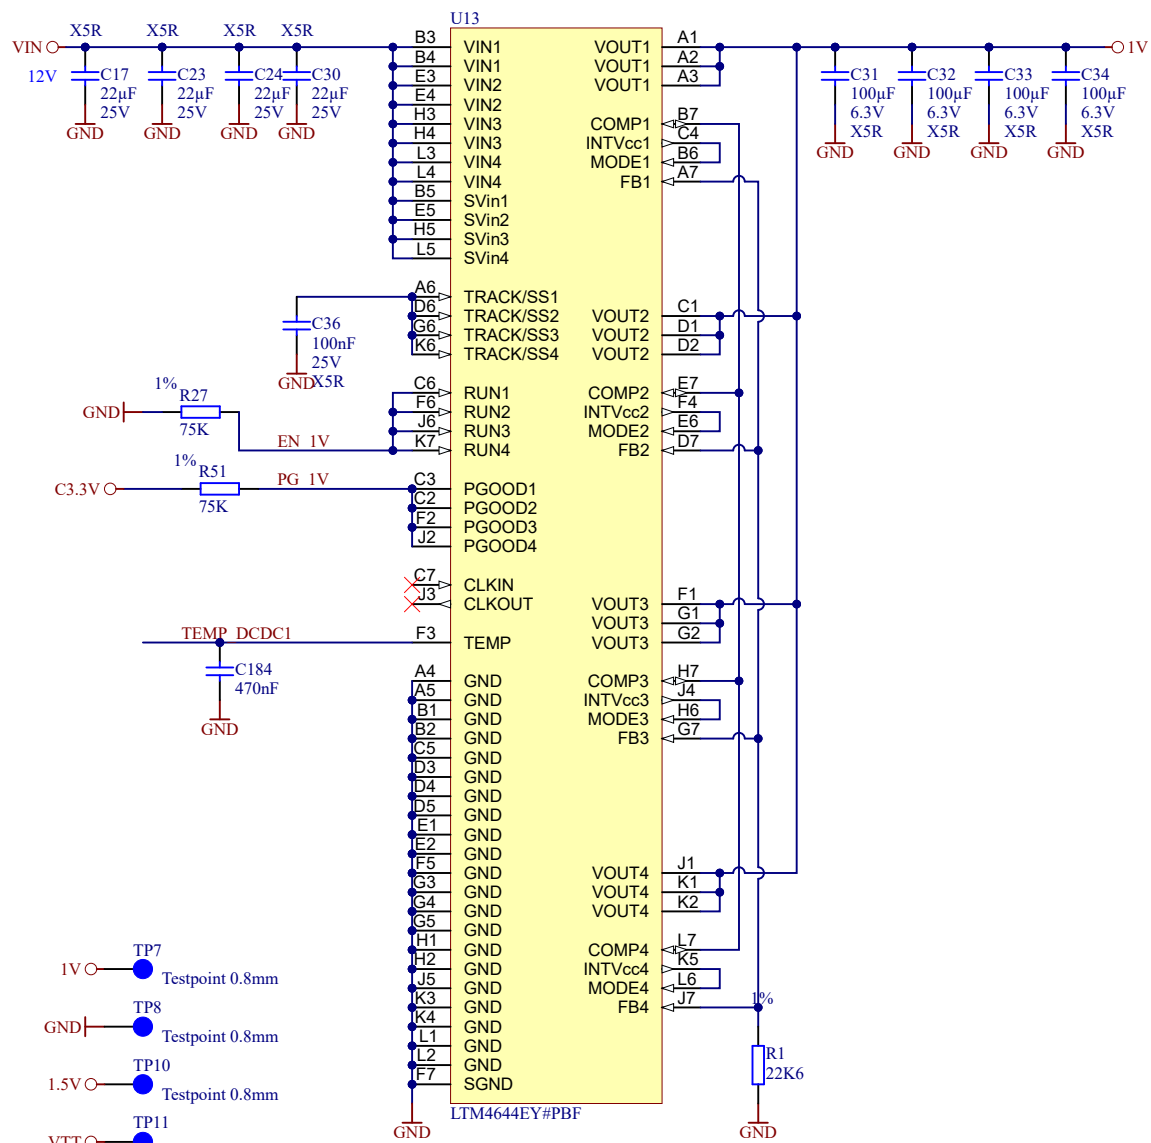 U13
X5R X5R X5R X5R
VIN
12V
C17
22µF
25V
GND
C23
22µF
25V
GND
C24
22µF
25V
GND
C30
22µF
25V
GND
B3 VIN1
B4 VIN1
E3 VIN2
E4 VIN2
H3 VIN3
H4 VIN3
L3 VIN4
L4 VIN4
B5 SVin1
E5 SVin2
H5 SVin3
L5 SVin4
A6 TRACK/SS1
D6 TRACK/SS2
G6 TRACK/SS3
K6 TRACK/SS4
C36
100nF
25V
X5R
GND
C6 RUN1
F6 RUN2
J6 RUN3
K7 RUN4
GND
1%
R27
75K
EN_1V
C3.3V
1%
R51
75K
PG_1V
C3 PGOOD1
C2 PGOOD2
F2 PGOOD3
J2 PGOOD4
C7 CLKIN
J3 CLKOUT
TEMP_DCDC1
F3 TEMP
C184
470nF
GND
A4 GND
A5 GND
B1 GND
B2 GND
C5 GND
D3 GND
D4 GND
D5 GND
E1 GND
E2 GND
F5 GND
G3 GND
G4 GND
G5 GND
H1 GND
H2 GND
J5 GND
K3 GND
K4 GND
L1 GND
L2 GND
F7 SGND
GND
LTM4644EY#PBF
VOUT1 A1
VOUT1 A2
VOUT1 A3
COMP1 B7
INTVcc1 C4
MODE1 B6
FB1 A7
VOUT2 C1
VOUT2 D1
VOUT2 D2
COMP2 E7
INTVcc2 F4
MODE2 E6
FB2 D7
VOUT3 F1
VOUT3 G1
VOUT3 G2
COMP3 H7
INTVcc3 J4
MODE3 H6
FB3 G7
VOUT4 J1
VOUT4 K1
VOUT4 K2
COMP4 L7
INTVcc4 K5
MODE4 L6
FB4 J7
1%
R1
22K6
GND
1V
C31
100µF
6.3V
X5R
GND
C32
100µF
6.3V
X5R
GND
C33
100µF
6.3V
X5R
GND
C34
100µF
6.3V
X5R
GND
TP7
1V
Testpoint 0.8mm
TP8
GND
Testpoint 0.8mm
TP10
1.5V
Testpoint 0.8mm
TP11
VTT